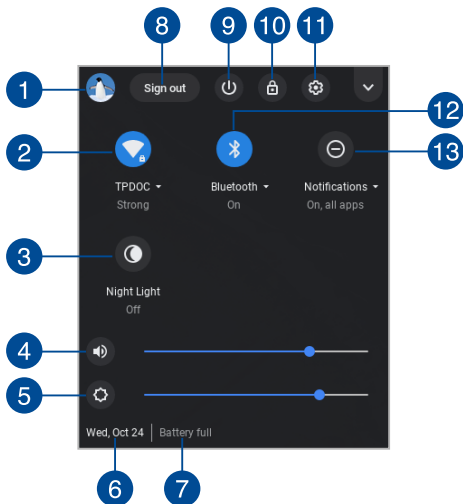 8 9 10 11
1 Sign out
12
2 13
TPDOC Bluetooth Notifications
Strong On On, all apps
3
Night Light
Off
4
5
Wed, Oct 24 Battery full
6 7